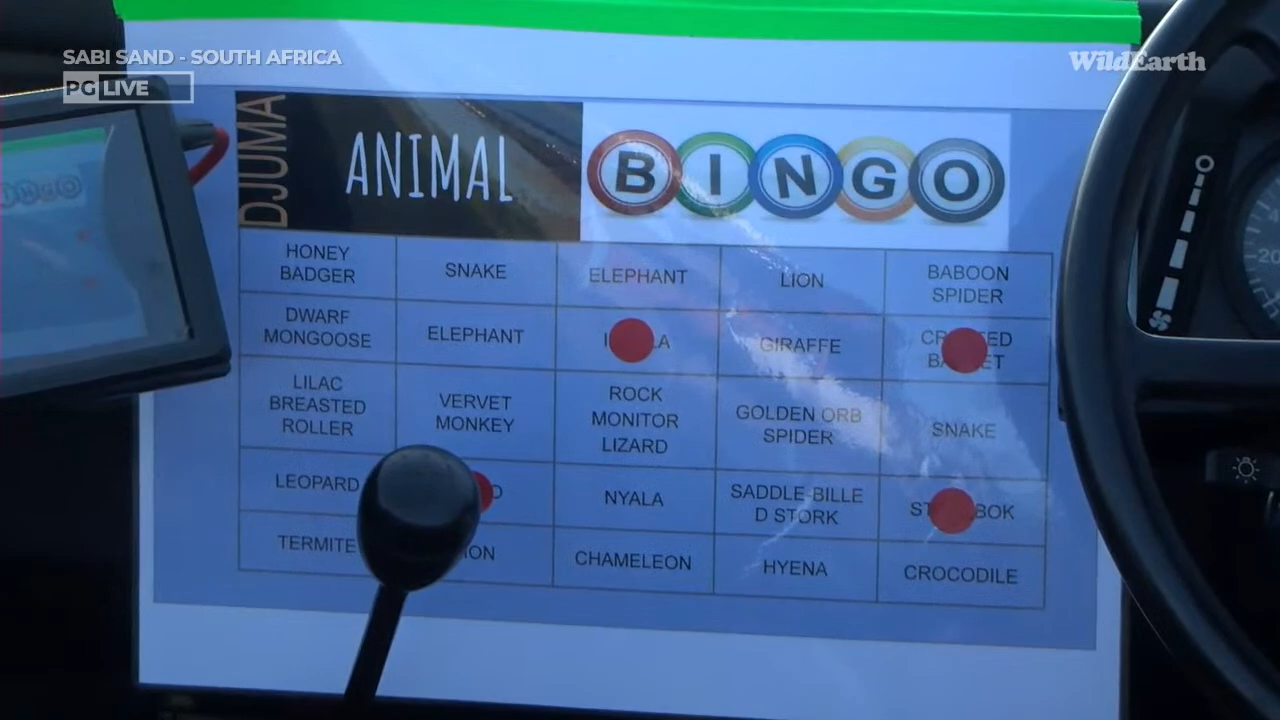 SABI SAND - SOUTH AFRICA
PG LIVE
WildEarth
DJUMA
ANIMAL
BINGO
HONEY
BADGER
SNAKE
ELEPHANT
LION
BABOON
SPIDER
DWARF
MONGOOSE
ELEPHANT
GIRAFFE
LILAC
BREASTED
ROLLER
VERVET
MONKEY
ROCK
MONITOR
LIZARD
GOLDEN ORB
SPIDER
SNAKE
LEOPARD
NYALA
SADDLE-BILLE
D STORK
TERMITE
CHAMELEON
HYENA
CROCODILE
20